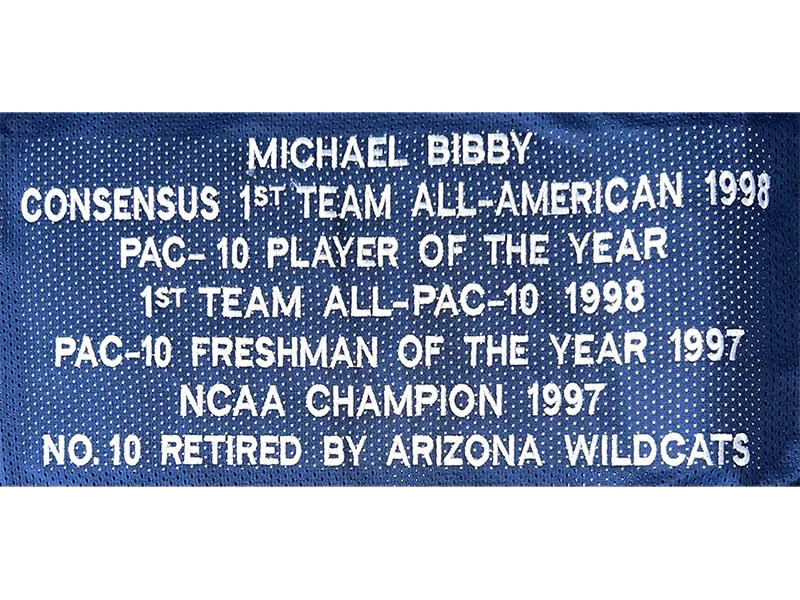 MICHAEL BIBBY
CONSENSUS 1ST TEAM ALL-AMERICAN 1998
PAC-10 PLAYER OF THE YEAR
1ST TEAM ALL-PAC-10 1998
PAC-10 FRESHMAN OF THE YEAR 1997
NCAA CHAMPION 1997
NO. 10 RETIRED BY ARIZONA WILDCATS